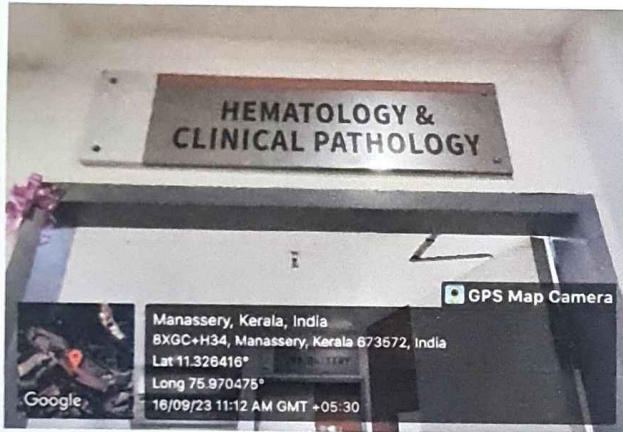 HEMATOLOGY &
CLINICAL PATHOLOGY
GPS Map Camera
Manassery, Kerala, India
8XGC+H34, Manassery, Kerala 673572, India
Lat 11.326416°
Long 75.970475°
16/09/23 11:12 AM GMT +05:30
Google